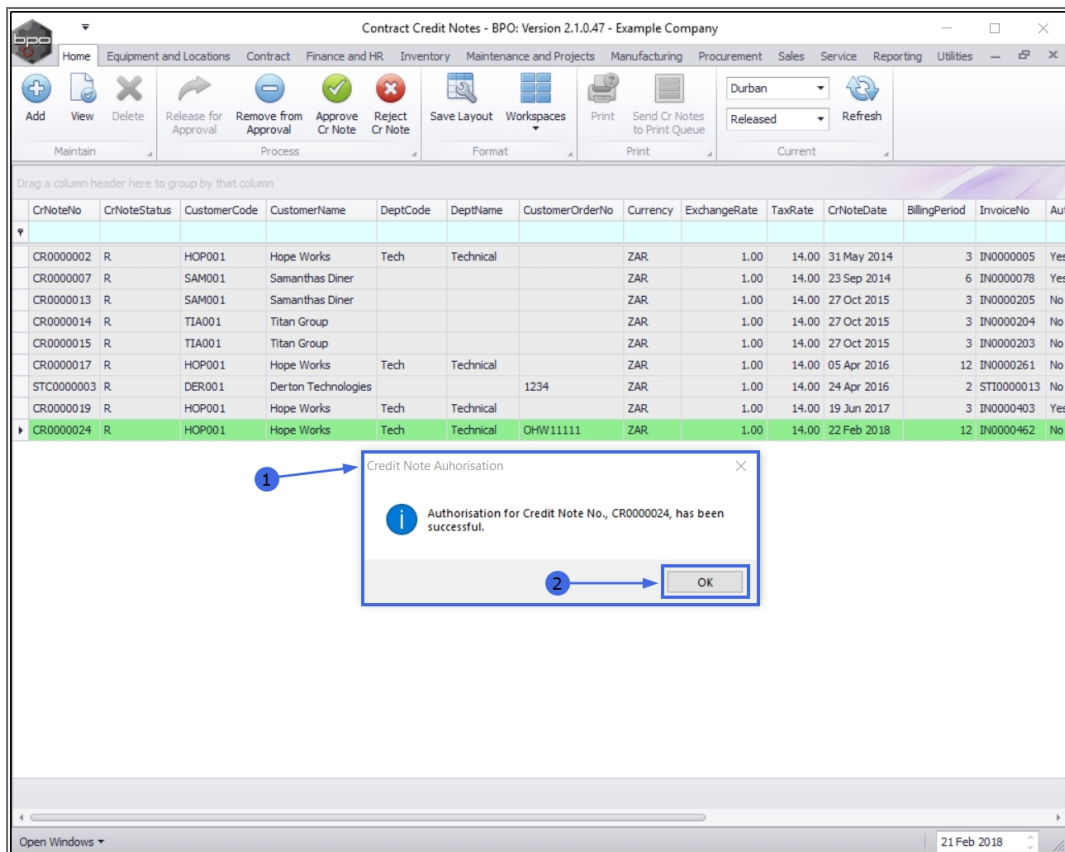 Contract Credit Notes - BPO: Version 2.1.0.47 - Example Company
bpo
Home Equipment and Locations Contract Finance and HR Inventory Maintenance and Projects Manufacturing Procurement Sales Service Reporting Utilities
Add View Delete Release for Approval Remove from Approval Approve Cr Note Reject Cr Note Save Layout Workspaces Print Send Cr Notes to Print Queue Durban Released Refresh
Maintain Process Format Print Current
Drag a column header here to group by that column
CrNoteNo CrNoteStatus CustomerCode CustomerName DeptCode DeptName CustomerOrderNo Currency ExchangeRate TaxRate CrNoteDate BillingPeriod InvoiceNo Aut
CR0000002 R HOP001 Hope Works Tech Technical ZAR 1.00 14.00 31 May 2014 3 IN0000005 Yes
CR0000007 R SAM001 Samanthas Diner ZAR 1.00 14.00 23 Sep 2014 6 IN0000078 Yes
CR0000013 R SAM001 Samanthas Diner ZAR 1.00 14.00 27 Oct 2015 3 IN0000205 No
CR0000014 R TIA001 Titan Group ZAR 1.00 14.00 27 Oct 2015 3 IN0000204 No
CR0000015 R TIA001 Titan Group ZAR 1.00 14.00 27 Oct 2015 3 IN0000203 No
CR0000017 R HOP001 Hope Works Tech Technical ZAR 1.00 14.00 05 Apr 2016 12 IN0000261 No
STC0000003 R DER001 Derton Technologies 1234 ZAR 1.00 14.00 24 Apr 2016 2 STI0000013 No
CR0000019 R HOP001 Hope Works Tech Technical ZAR 1.00 14.00 19 Jun 2017 3 IN0000403 Yes
CR0000024 R HOP001 Hope Works Tech Technical OHW11111 ZAR 1.00 14.00 22 Feb 2018 12 IN0000462 No
1 Credit Note Auhorisation
Authorisation for Credit Note No., CR0000024, has been
successful.
2 OK
Open Windows 21 Feb 2018